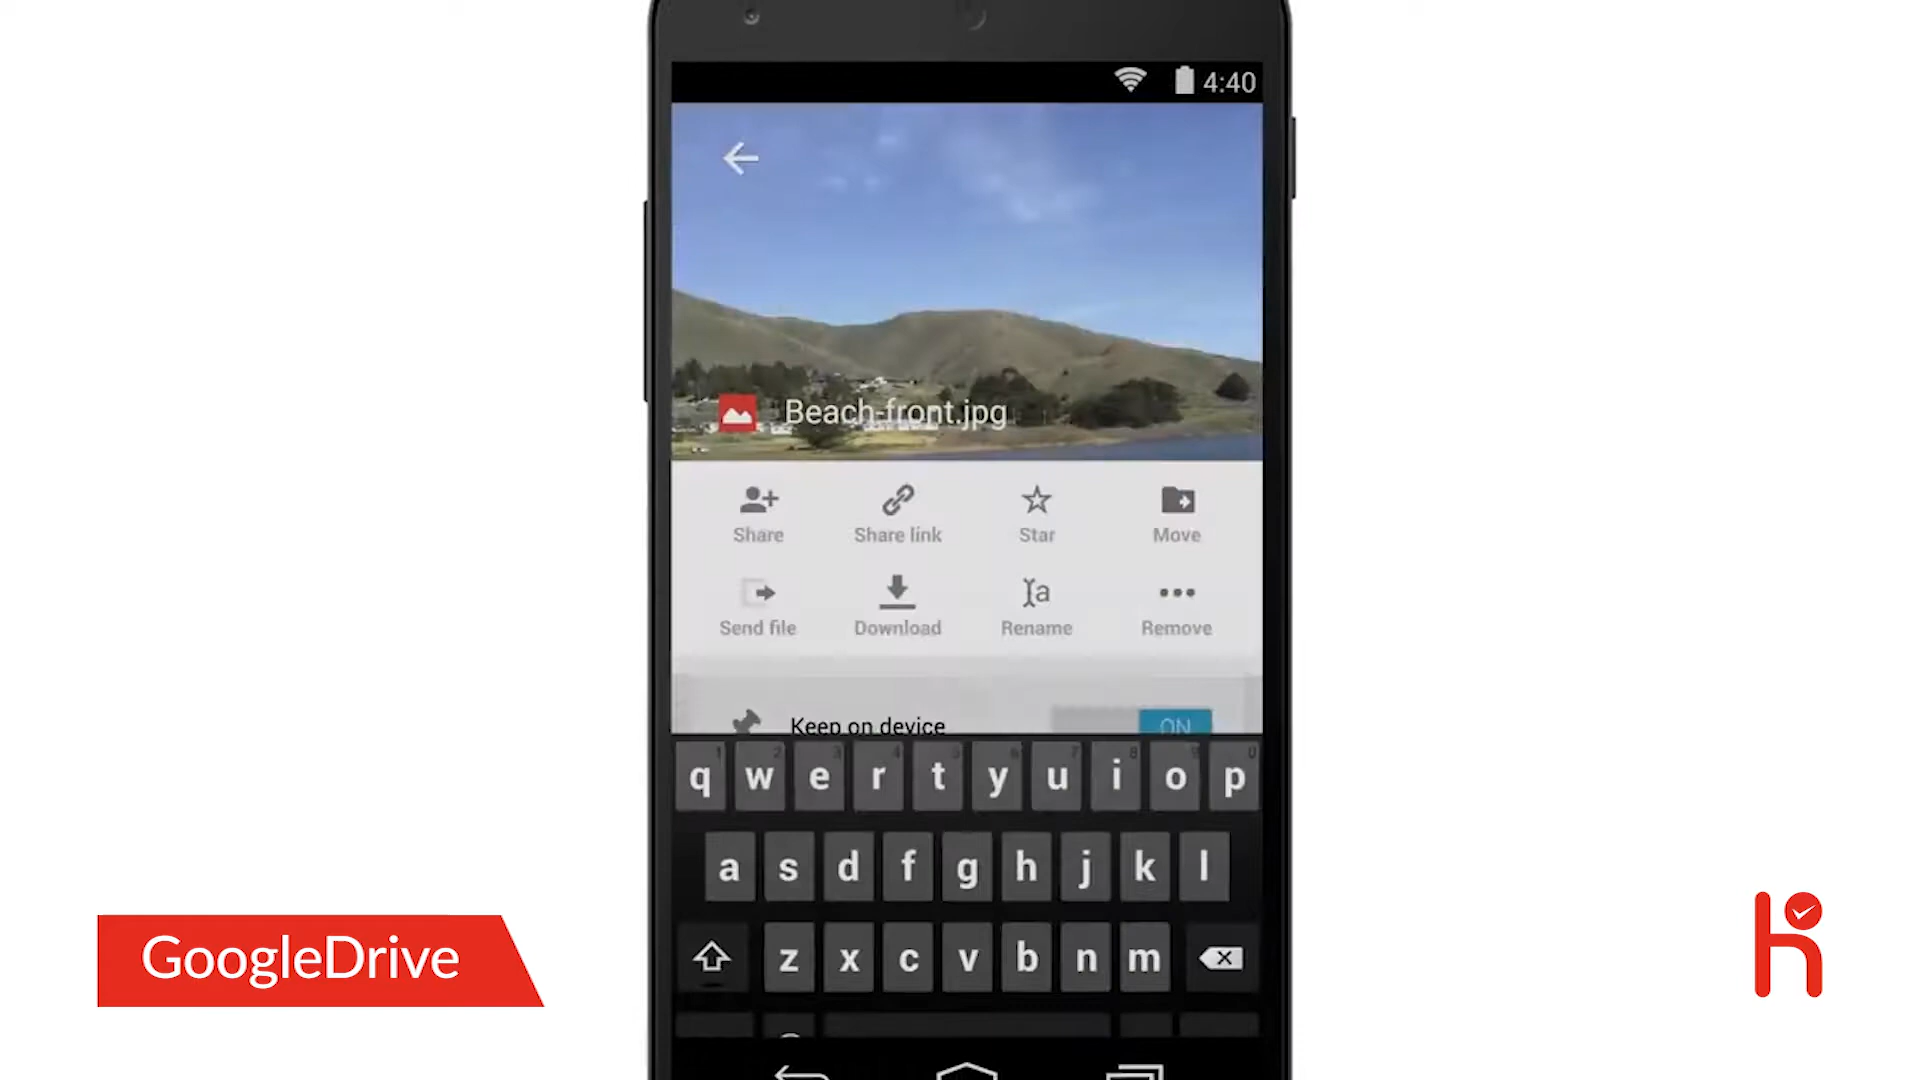 4:40
Beach-front.jpg
Share
Share link
Star
Move
Send file
Download
Rename
Remove
Keep on device
ON
q w e r t y u i o p
a s d f g h j k l
z x c v b n m
GoogleDrive